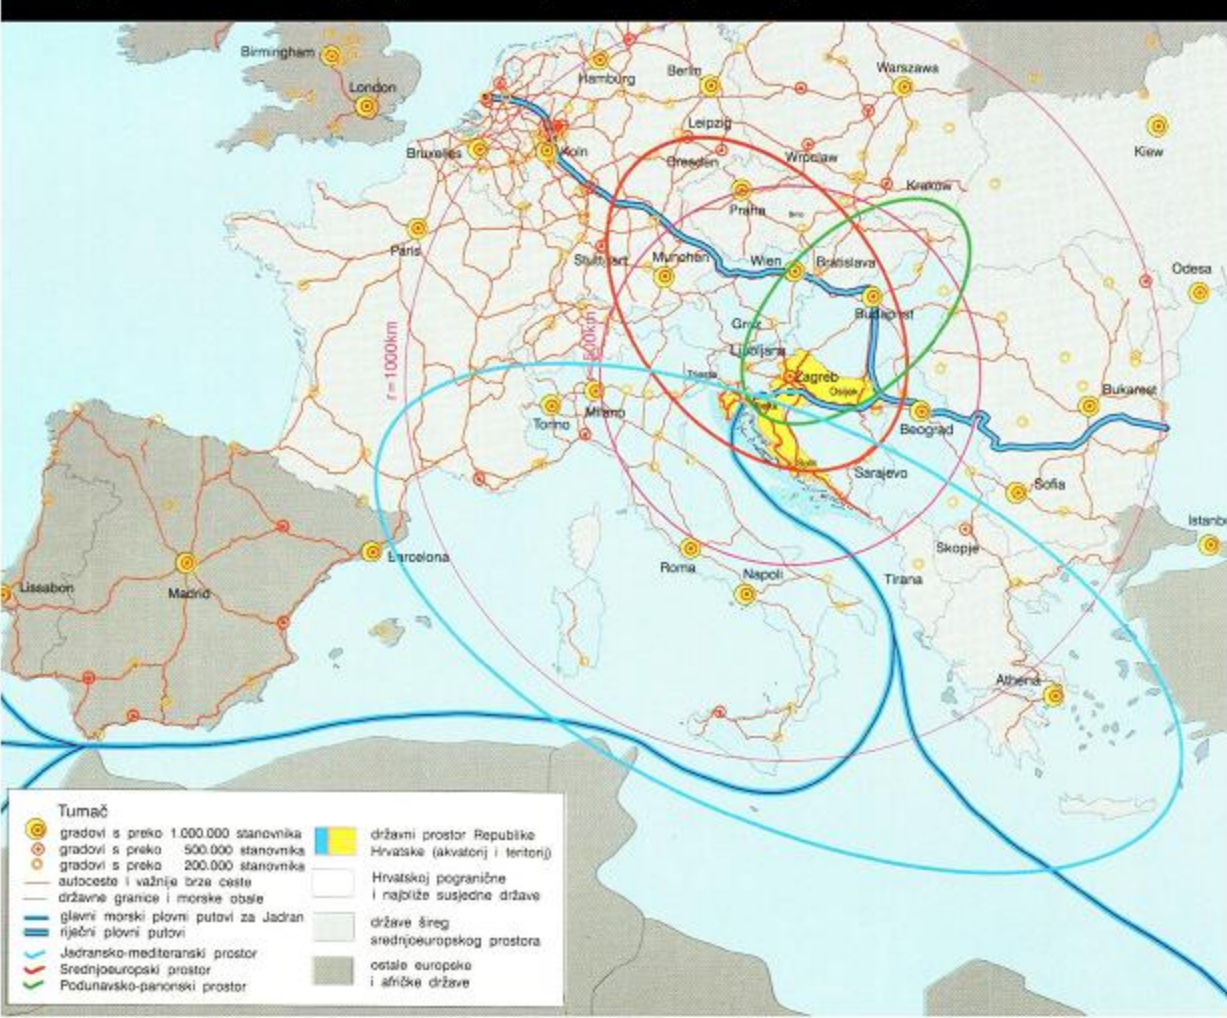 Birmingham
London
Hamburg
Berlin
Warszawa
Leipzig
Kiew
Bruxelles
Koln
Dresden
Wroclaw
Krakow
Praha
Brno
Paris
Stuttgart
Munchen
Wien
Bratislava
Odesa
Budapest
Graz
Ljubljana
r = 1000km
r = 500km
Trieste
Zagreb
Osijek
Rijeka
Bukarest
Torino
Milano
Beograd
Split
Sarajevo
Sofia
Istanbu
Barcelona
Roma
Skopje
Napoli
Tirana
Lissabon
Madrid
Athena
Tumač
gradovi s preko 1.000.000 stanovnika
gradovi s preko 500.000 stanovnika
gradovi s preko 200.000 stanovnika
autoceste i važnije brze ceste
državne granice i morske obale
glavni morski plovni putovi za Jadran
riječni plovni putovi
Jadransko-mediteranski prostor
Srednjoeuropski prostor
Podunavsko-panonski prostor
državni prostor Republike
Hrvatske (akvatorij i teritorij)
Hrvatskoj pogranične
i najbliže susjedne države
države šireg
srednjoeuropskog prostora
ostale europske
i afričke države